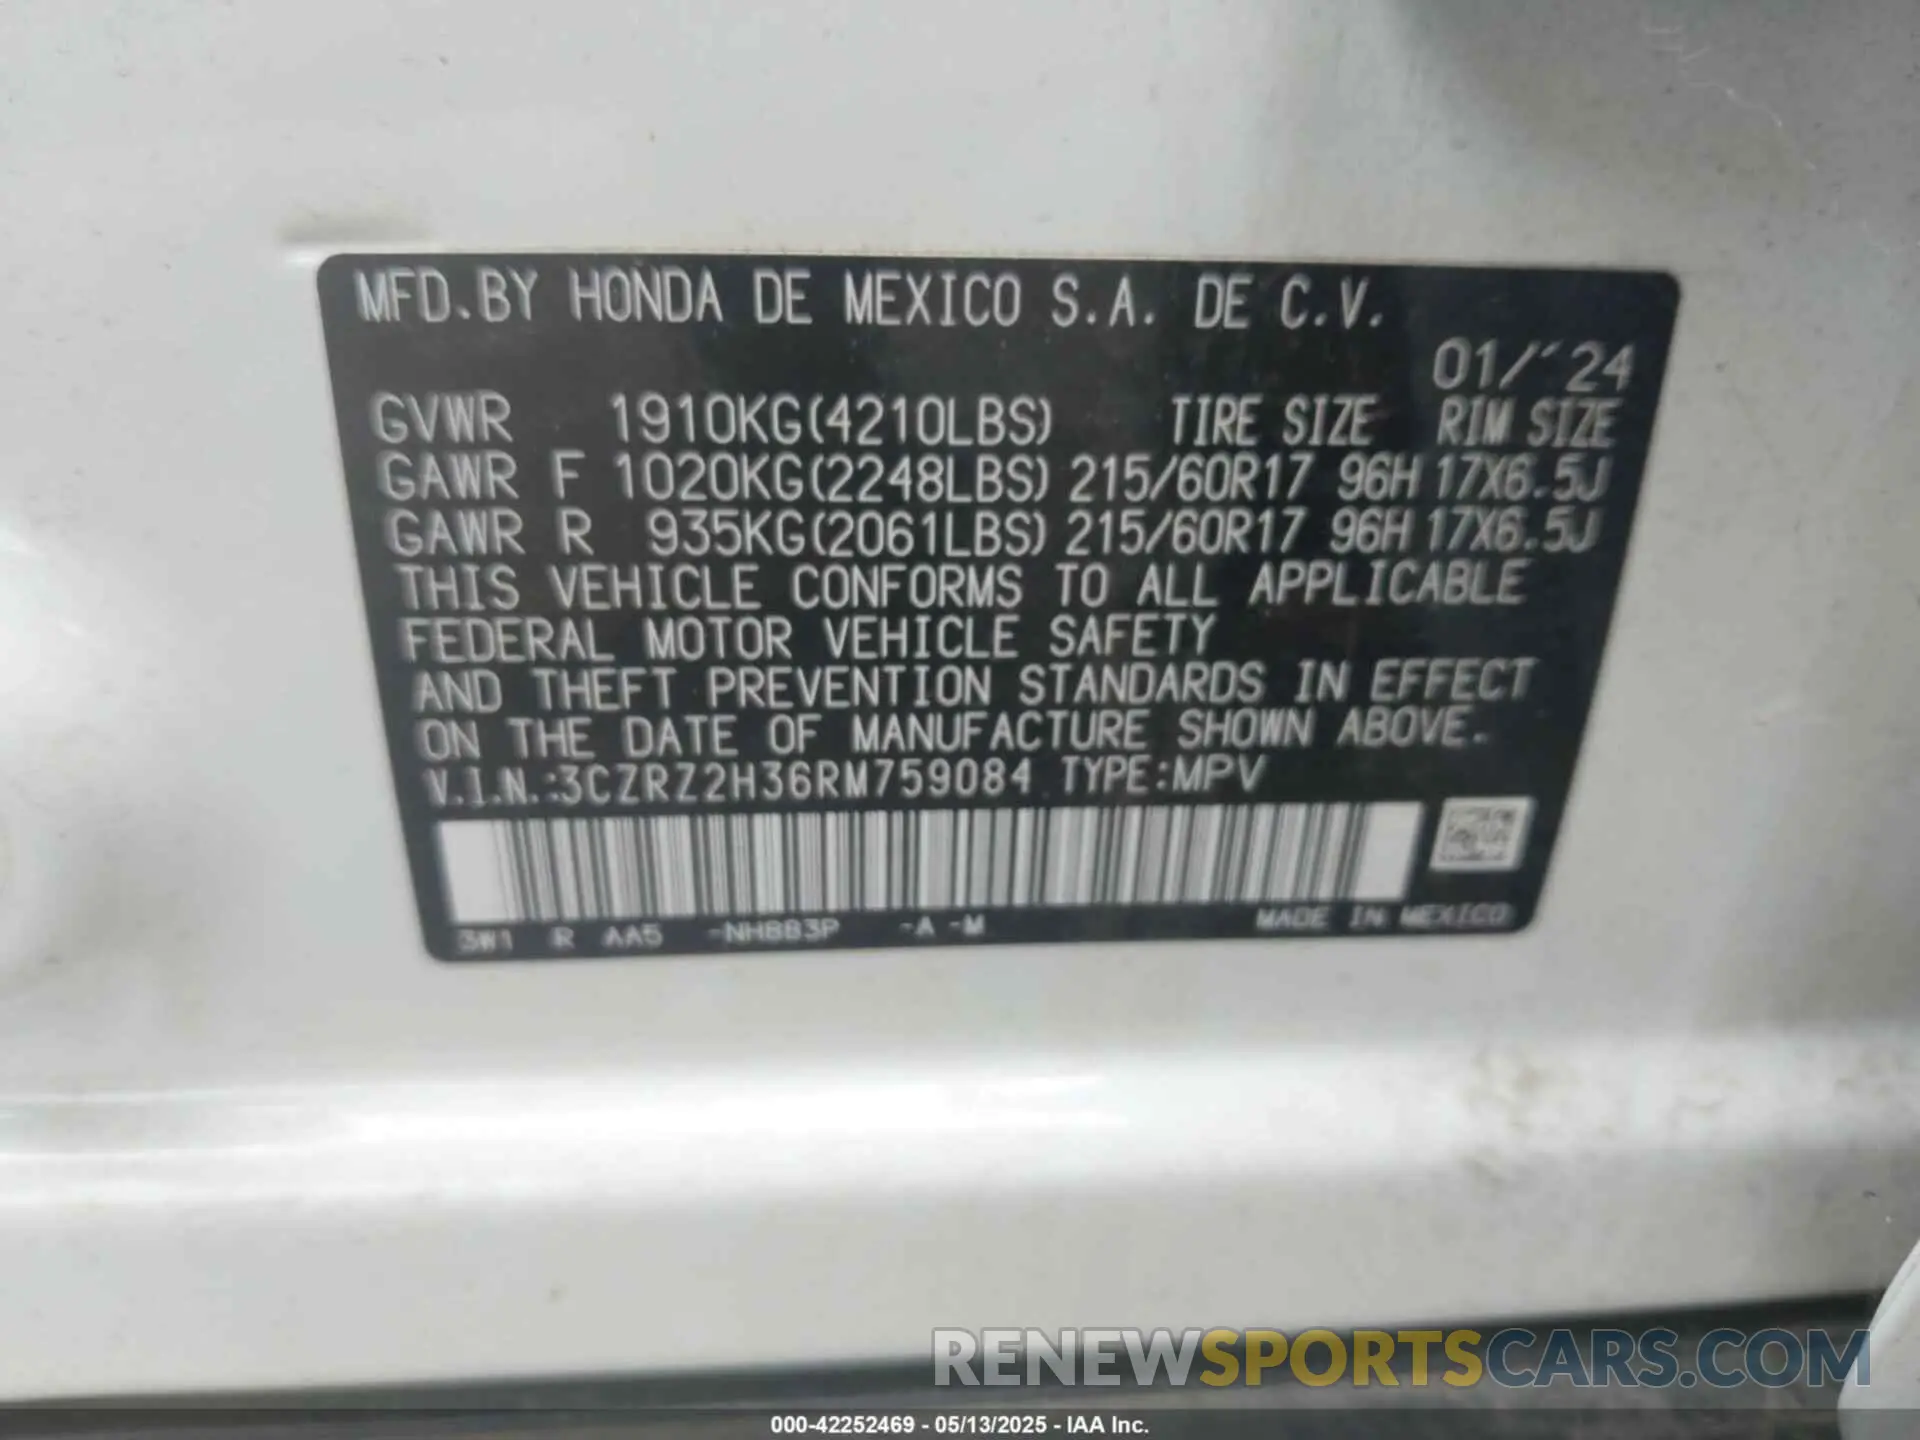 MFD.BY HONDA DE MEXICO S.A. DE C.V.
01/´24
GVWR 1910KG(4210LBS) TIRE SIZE RIM SIZE
GAWR F 1020KG(2248LBS) 215/60R17 96H 17X6.5J
GAWR R 935KG(2061LBS) 215/60R17 96H 17X6.5J
THIS VEHICLE CONFORMS TO ALL APPLICABLE
FEDERAL MOTOR VEHICLE SAFETY
AND THEFT PREVENTION STANDARDS IN EFFECT
ON THE DATE OF MANUFACTURE SHOWN ABOVE.
V.I.N.:3CZRZ2H36RM759084 TYPE:MPV
3W1 R AA5 -NH883P -A -M MADE IN MEXICO
RENEWSPORTSCARS.COM
000-42252469 - 05/13/2025 - IAA Inc.